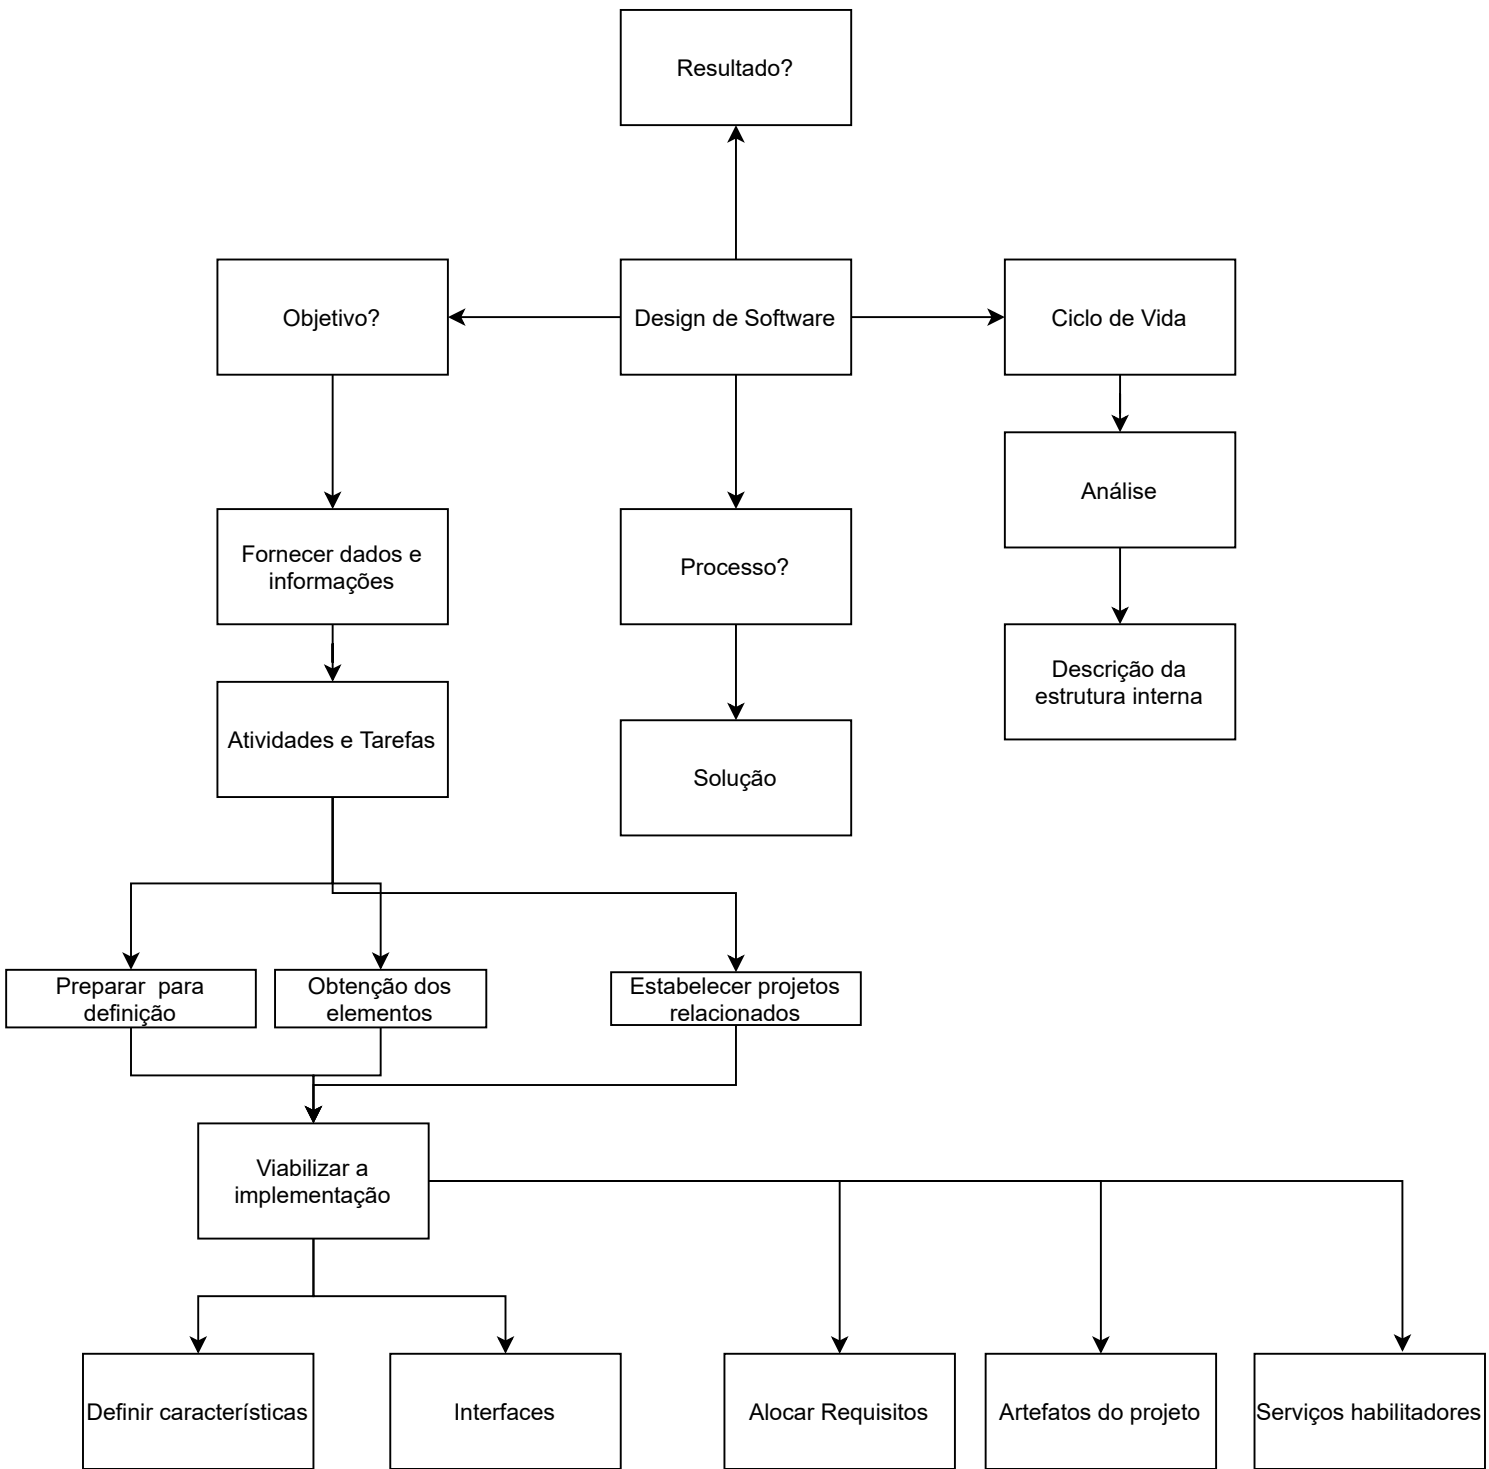 Resultado?
Objetivo?
Design de Software
Ciclo de Vida
Análise
Fornecer dados e
informações
Processo?
Descrição da
estrutura interna
Atividades e Tarefas
Solução
Preparar  para
definição
Obtenção dos
elementos
Estabelecer projetos
relacionados
Viabilizar a
implementação
Definir características
Interfaces
Alocar Requisitos
Artefatos do projeto
Serviços habilitadores